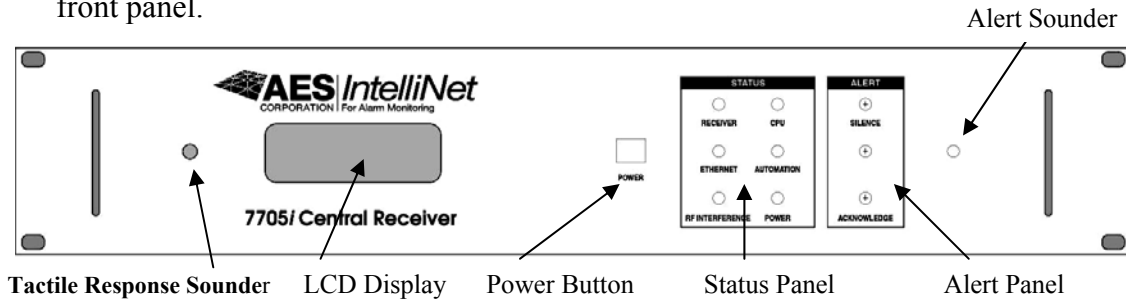 front panel.
Alert Sounder
AES IntelliNet
CORPORATION For Alarm Monitoring
STATUS
ALERT
RECEIVER CPU
SILENCE
ETHERNET AUTOMATION
POWER
RF INTERFERENCE POWER
ACKNOWLEDGE
7705i Central Receiver
Tactile Response Sounder
LCD Display
Power Button
Status Panel
Alert Panel